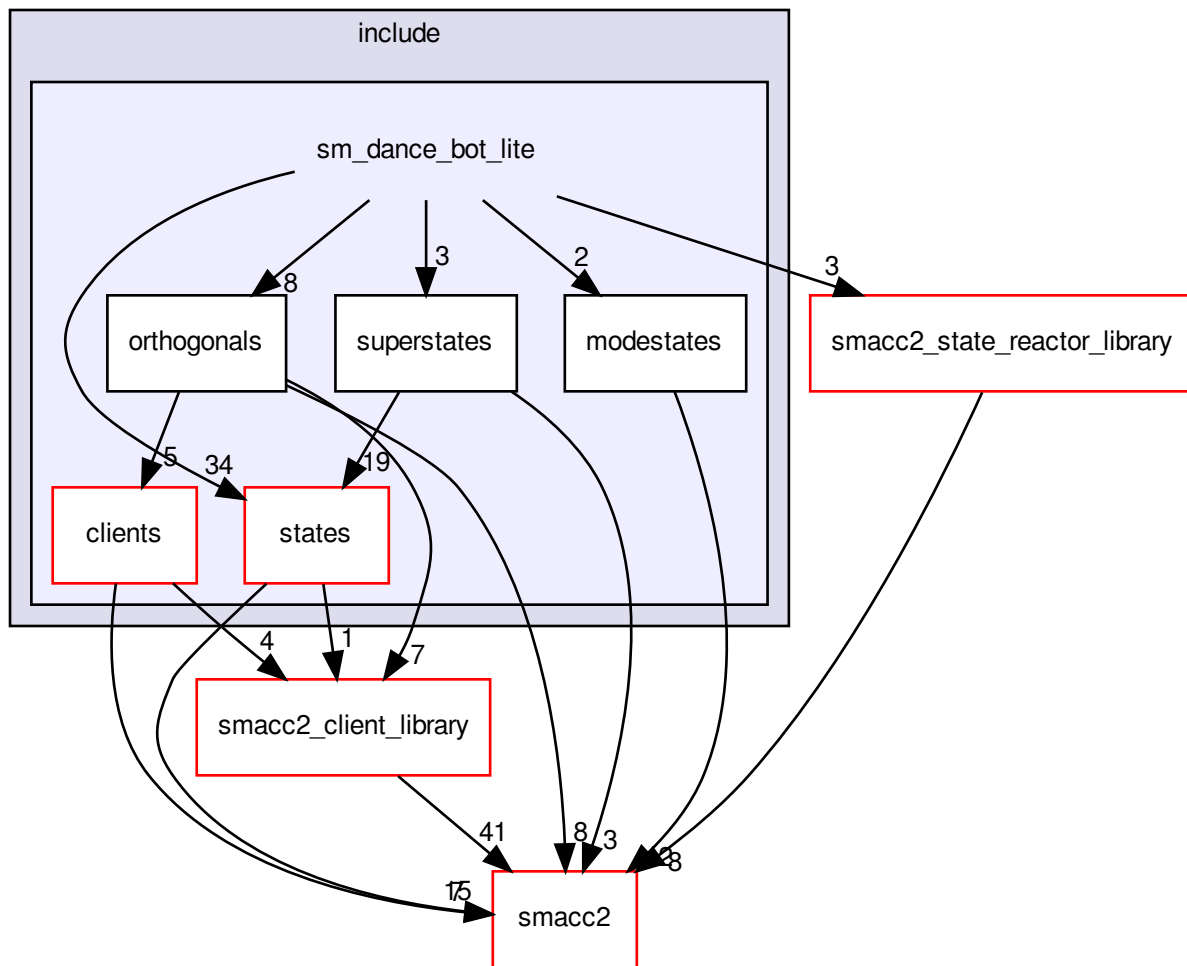 include
sm_dance_bot_lite
8
3
2
3
orthogonals
superstates
modestates
smacc2_state_reactor_library
5
34
19
clients
states
4
1
7
smacc2_client_library
41
8
3
8
smacc2